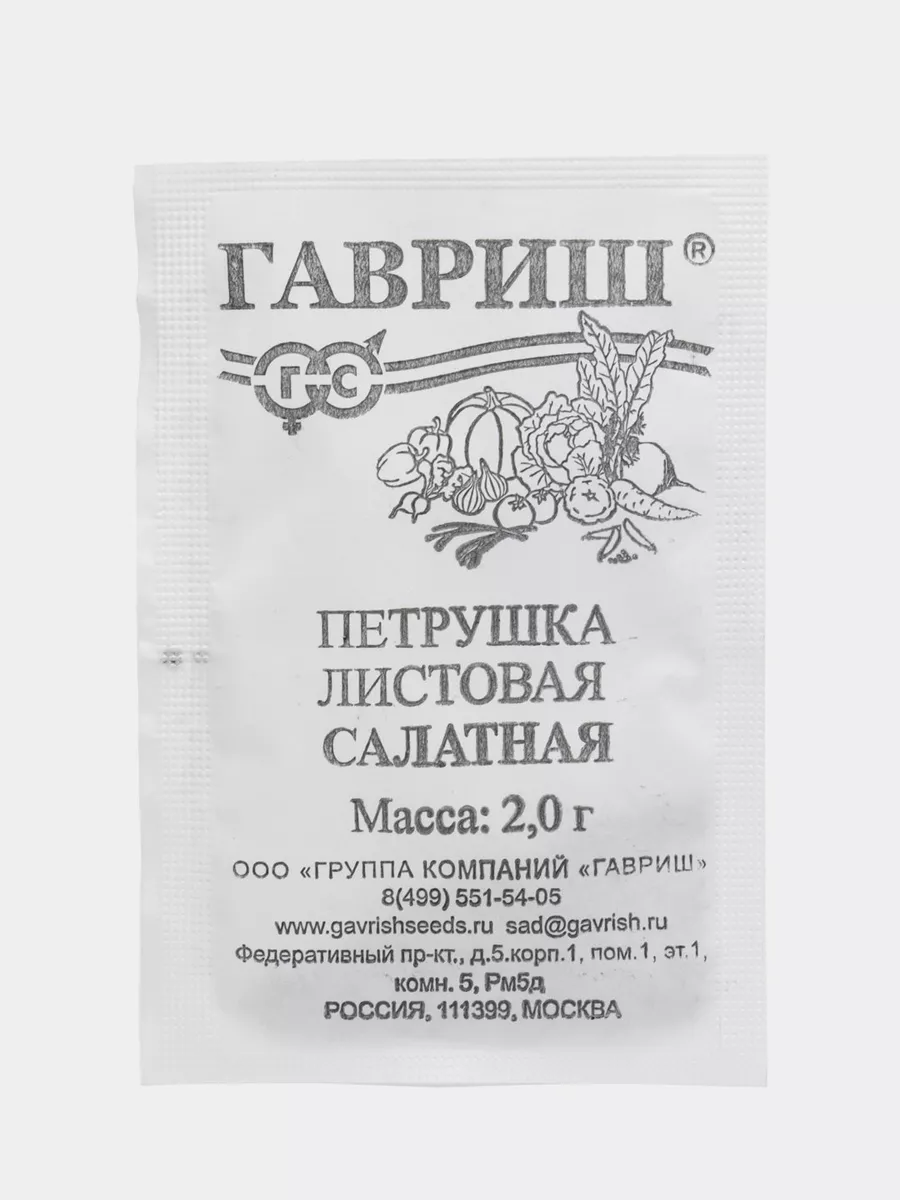 ГАВРИШ®
Г С
ПЕТРУШКА
ЛИСТОВАЯ
САЛАТНАЯ
Масса: 2,0 г
ООО «ГРУППА КОМПАНИЙ «ГАВРИШ»
8(499) 551-54-05
www.gavrishseeds.ru sad@gavrish.ru
Федеративный пр-кт., д.5.корп.1, пом.1, эт.1,
комн. 5, Рм5д
РОССИЯ, 111399, МОСКВА